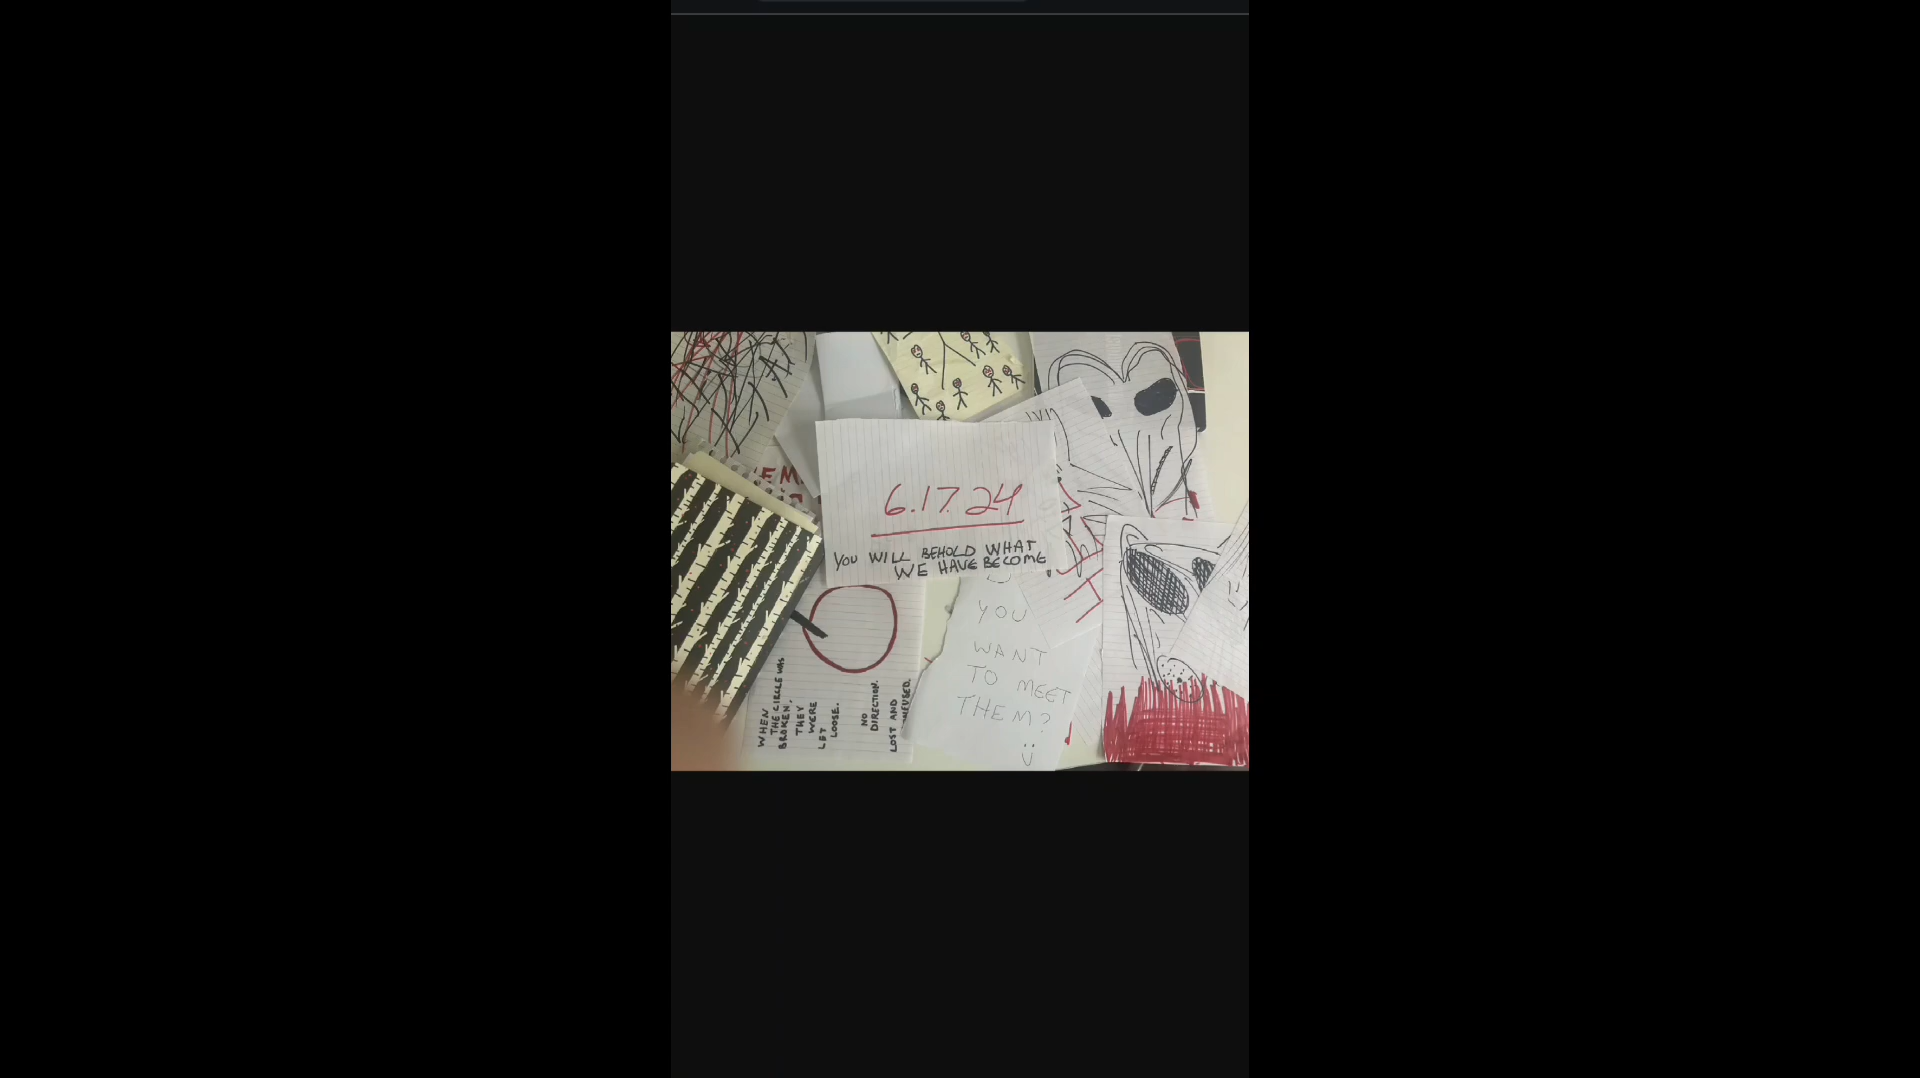 EM
6.17.24
YOU WILL BEHOLD WHAT
WE HAVE BECOME
YOU
WANT
TO MEET
THEM?
WHEN
THE CIRCLE WAS
BROKEN,
THEY
WERE
LET
LOOSE.
NO
DIRECTION.
LOST AND